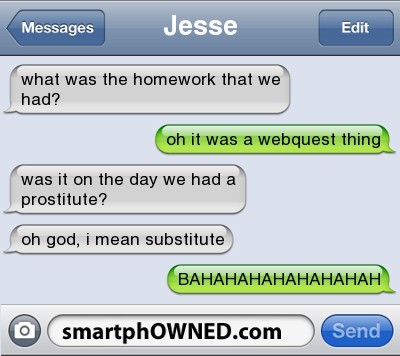 Messages
Jesse
Edit
what was the homework that we
had?
oh it was a webquest thing
was it on the day we had a
prostitute?
oh god, i mean substitute
BAHAHAHAHAHAHAHAH
smartphOWNED.com
Send